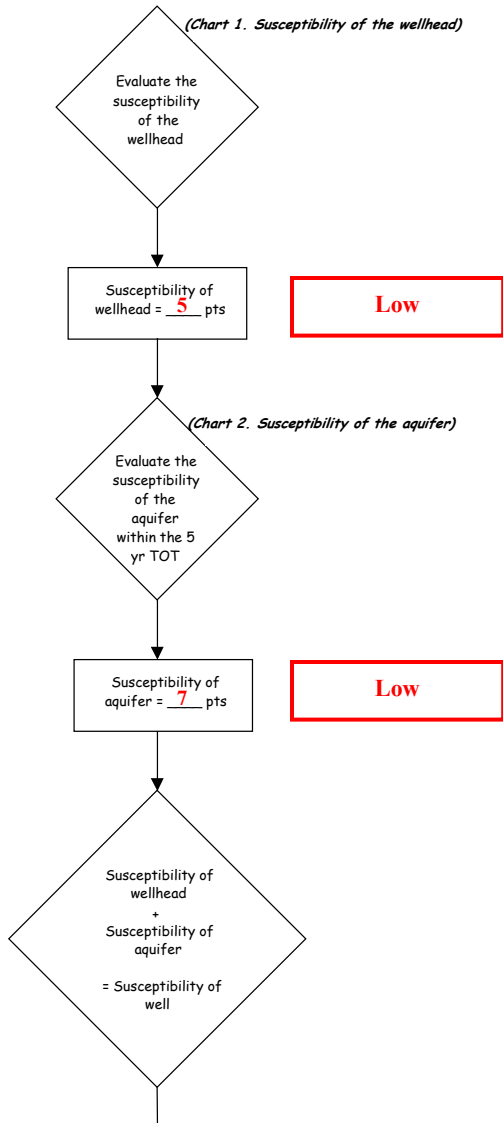 (Chart 1. Susceptibility of the wellhead)
Evaluate the
susceptibility
of the
wellhead
Susceptibility of
wellhead = 5 pts
Low
(Chart 2. Susceptibility of the aquifer)
Evaluate the
susceptibility
of the
aquifer
within the 5
yr TOT
Susceptibility of
aquifer = 7 pts
Low
Susceptibility of
wellhead
+
Susceptibility of
aquifer
= Susceptibility of
well